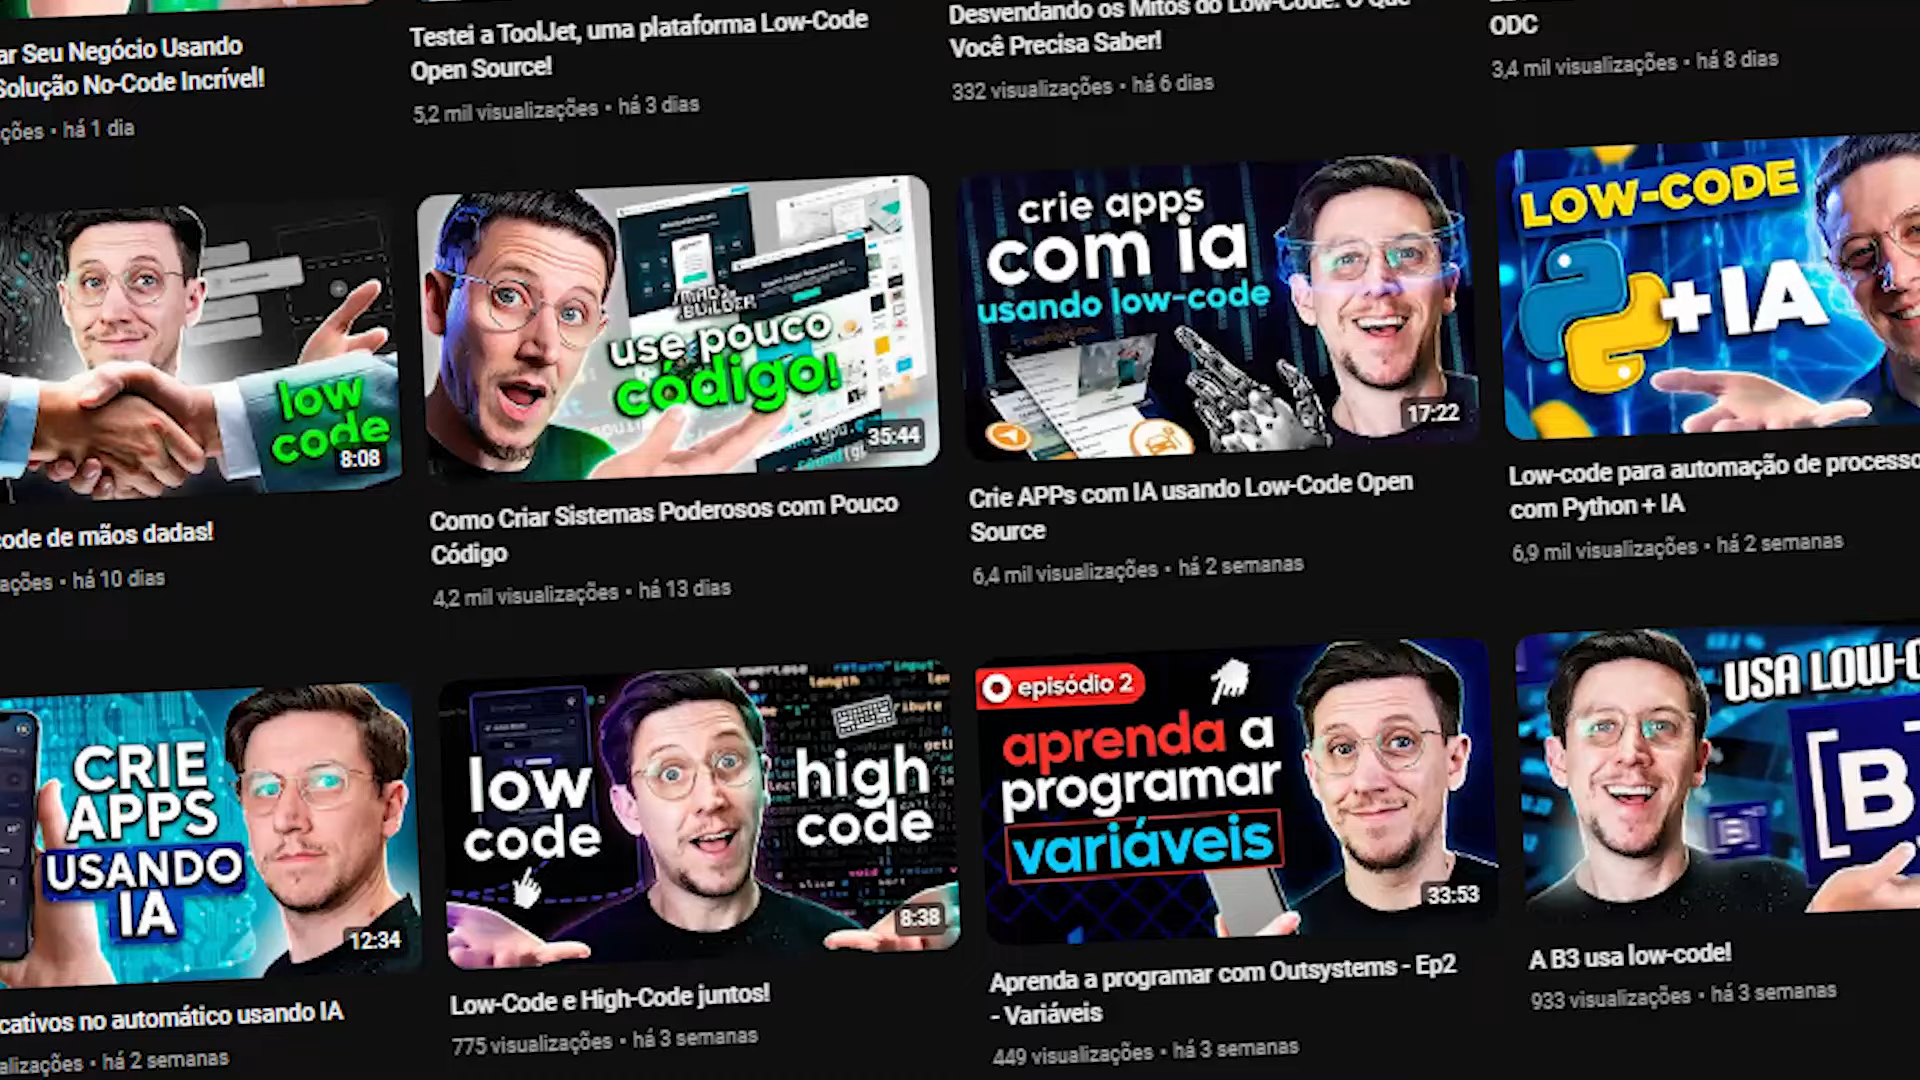 ar Seu Negócio Usando
Solução No-Code Incrível!
ções • há 1 dia
Testei a ToolJet, uma plataforma Low-Code
Open Source!
5,2 mil visualizações • há 3 dias
Desvendando os Mitos do Low-Code: O Que
Você Precisa Saber!
332 visualizações • há 6 dias
ODC
3,4 mil visualizações • há 8 dias
low
code
8:08
code de mãos dadas!
ações • há 10 dias
BUILDER
use pouco
código!
35:44
Como Criar Sistemas Poderosos com Pouco
Código
4,2 mil visualizações • há 13 dias
crie apps
com ia
usando low-code
17:22
Crie APPs com IA usando Low-Code Open
Source
6,4 mil visualizações • há 2 semanas
LOW-CODE
+ IA
Low-code para automação de processo
com Python + IA
6,9 mil visualizações • há 2 semanas
CRIE
APPS
USANDO
IA
12:34
cativos no automático usando IA
alizações • há 2 semanas
low
code
high
code
8:38
Low-Code e High-Code juntos!
775 visualizações • há 3 semanas
episódio 2
aprenda a
programar
variáveis
33:53
Aprenda a programar com Outsystems - Ep2
- Variáveis
449 visualizações • há 3 semanas
USA LOW-C
[B
A B3 usa low-code!
933 visualizações • há 3 semanas